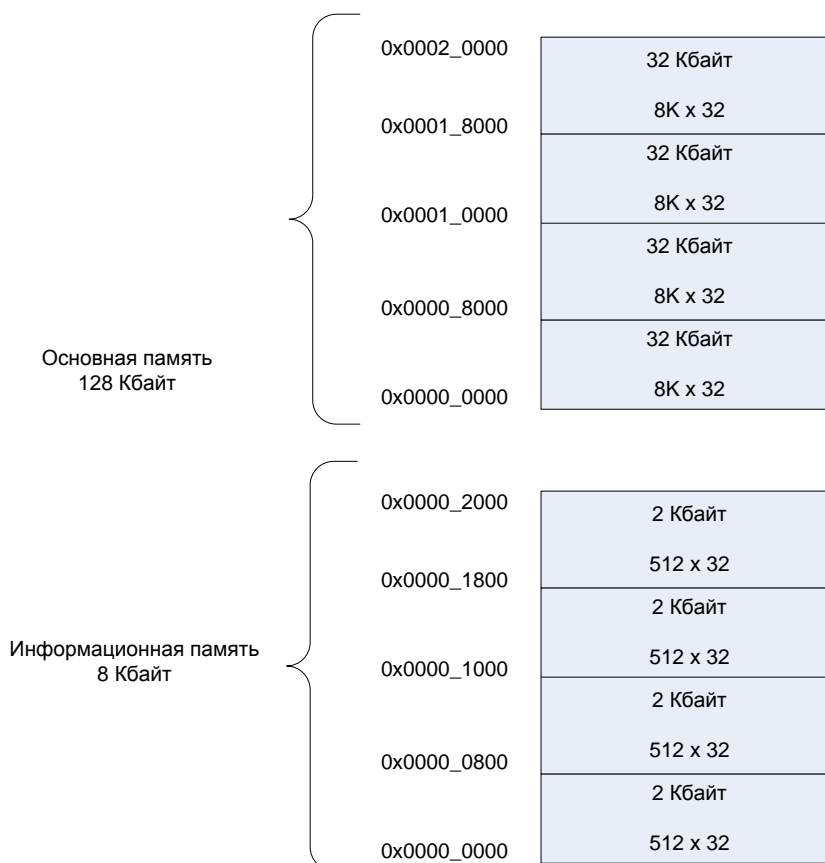 0x0002_0000
32 Кбайт
8K x 32
0x0001_8000
32 Кбайт
8K x 32
0x0001_0000
32 Кбайт
8K x 32
0x0000_8000
32 Кбайт
8K x 32
0x0000_0000
Основная память
128 Кбайт
0x0000_2000
2 Кбайт
512 x 32
0x0000_1800
2 Кбайт
512 x 32
0x0000_1000
2 Кбайт
512 x 32
0x0000_0800
2 Кбайт
512 x 32
0x0000_0000
Информационная память
8 Кбайт